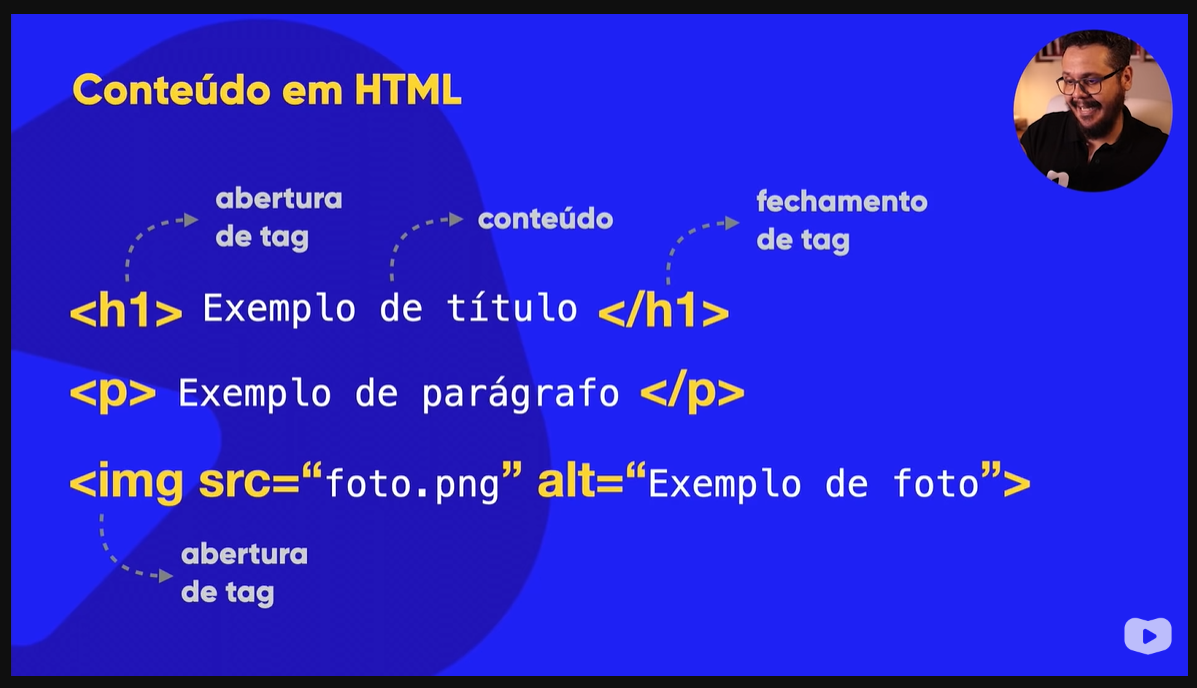 Conteúdo em HTML
abertura
de tag
conteúdo
fechamento
de tag
<h1> Exemplo de título </h1>
<p> Exemplo de parágrafo </p>
<img src=“foto.png” alt=“Exemplo de foto”>
abertura
de tag